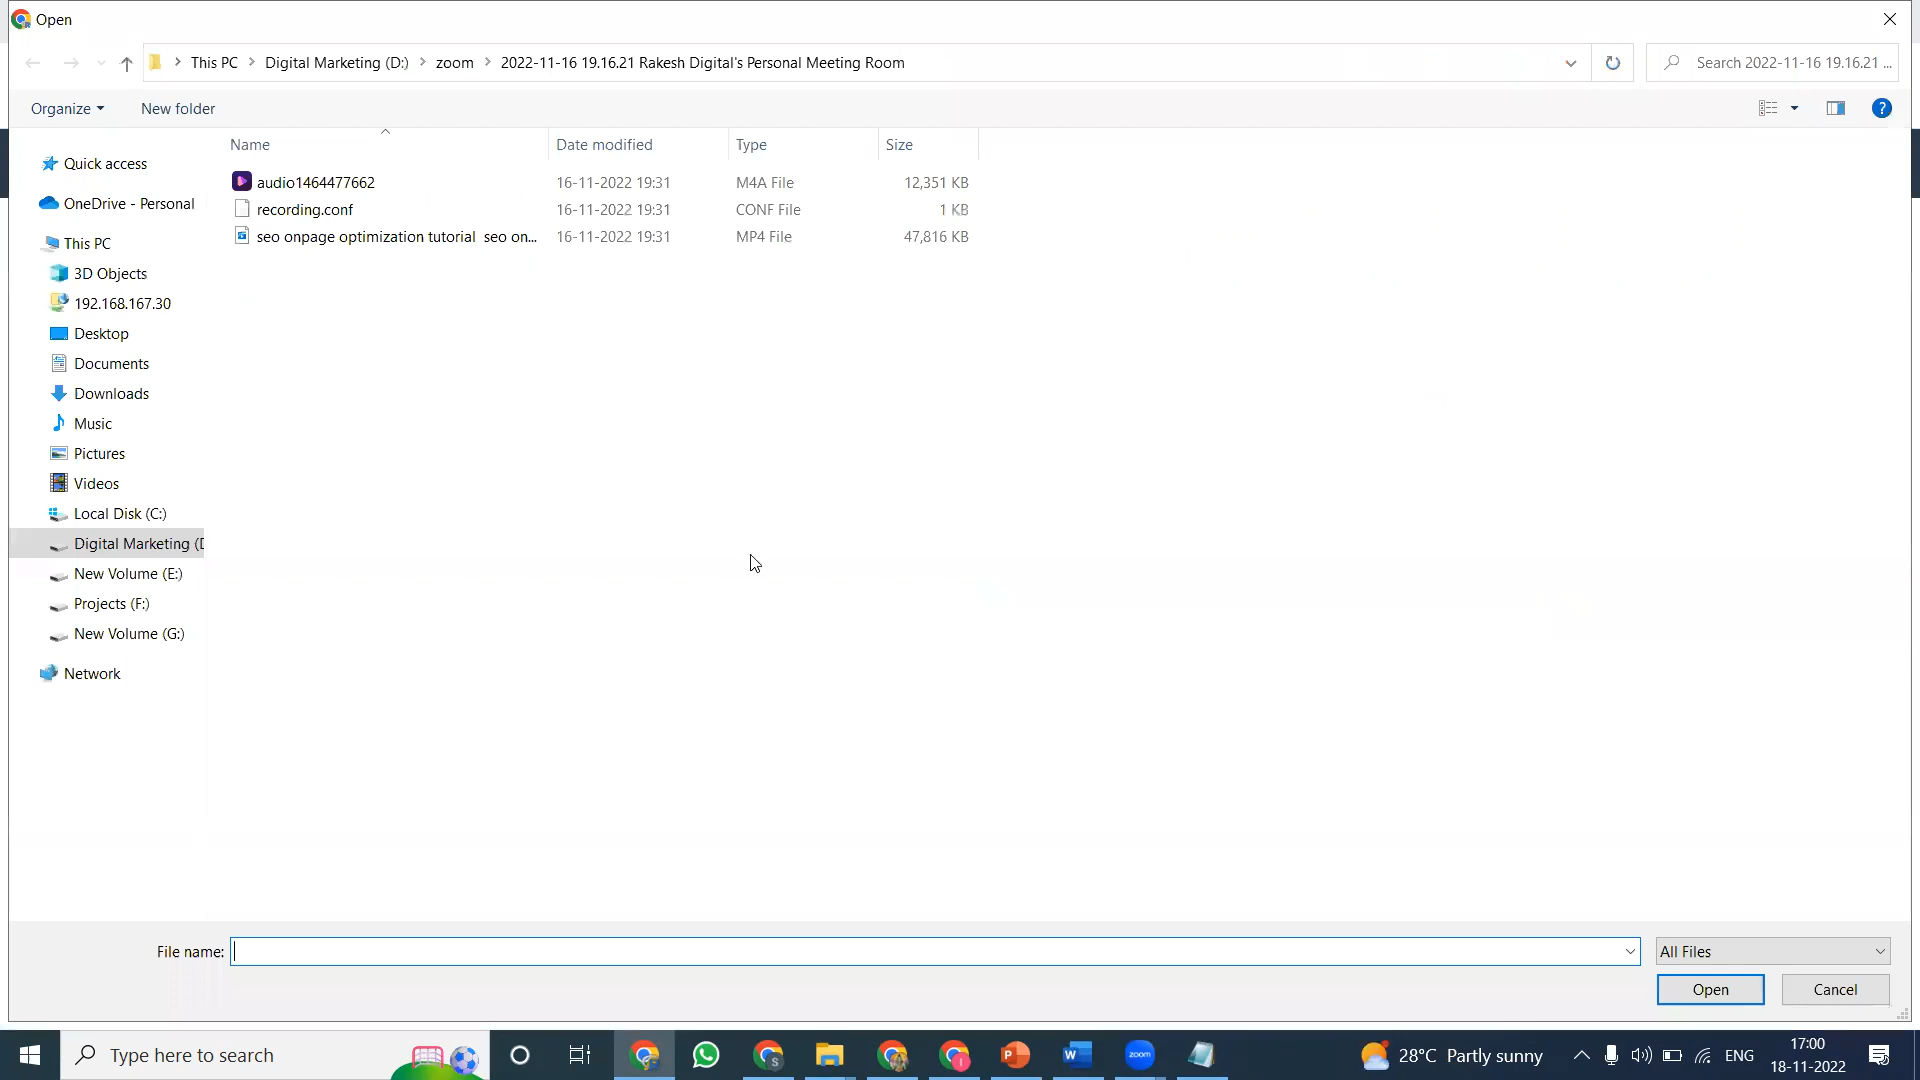 Open
This PC > Digital Marketing (D:) > zoom > 2022-11-16 19.16.21 Rakesh Digital's Personal Meeting Room
Search 2022-11-16 19.16.21 ...
Organize
New folder
Name Date modified Type Size
audio1464477662 16-11-2022 19:31 M4A File 12,351 KB
recording.conf 16-11-2022 19:31 CONF File 1 KB
seo onpage optimization tutorial seo on... 16-11-2022 19:31 MP4 File 47,816 KB
Quick access
OneDrive - Personal
This PC
3D Objects
192.168.167.30
Desktop
Documents
Downloads
Music
Pictures
Videos
Local Disk (C:)
Digital Marketing (D
New Volume (E:)
Projects (F:)
New Volume (G:)
Network
File name:
All Files
Open
Cancel
Type here to search
zoom
28°C Partly sunny
ENG
17:00
18-11-2022